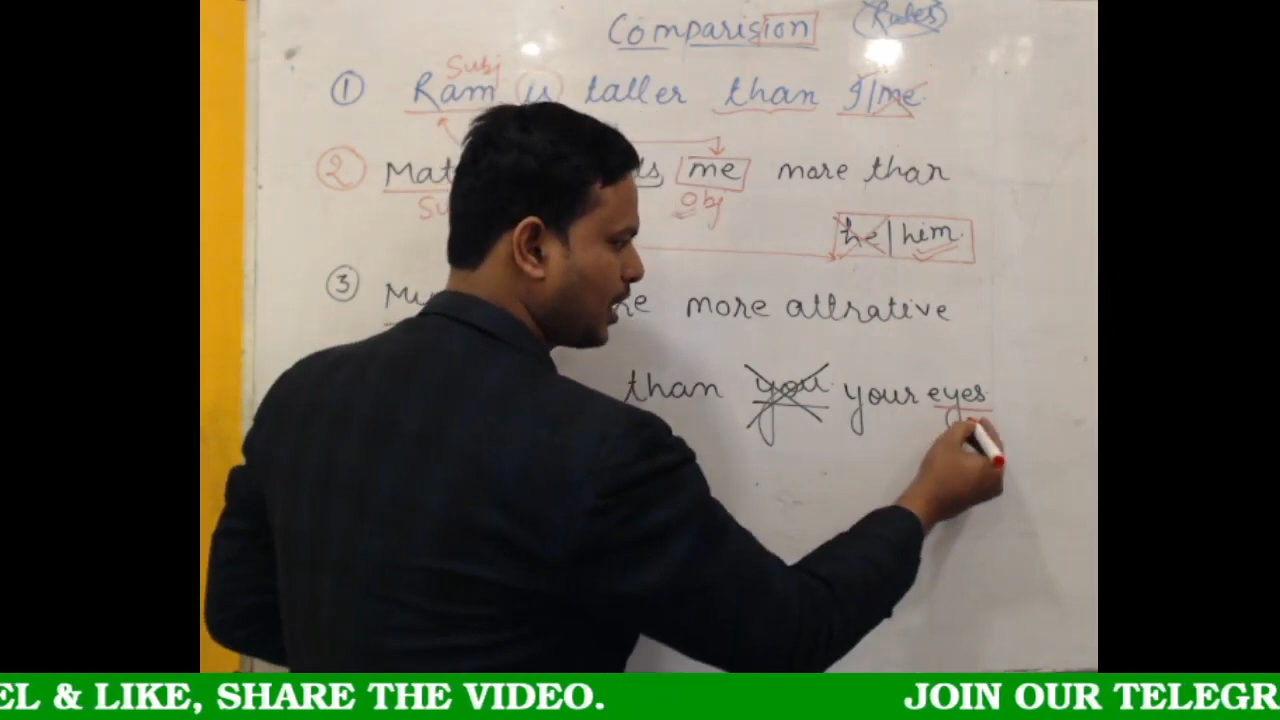 Comparision (Rules)
Subj
① Ram is taller than I/me.
② me more than
Obj
he/him.
③ more attrative
than you your eyes
EL & LIKE, SHARE THE VIDEO. JOIN OUR TELEGR